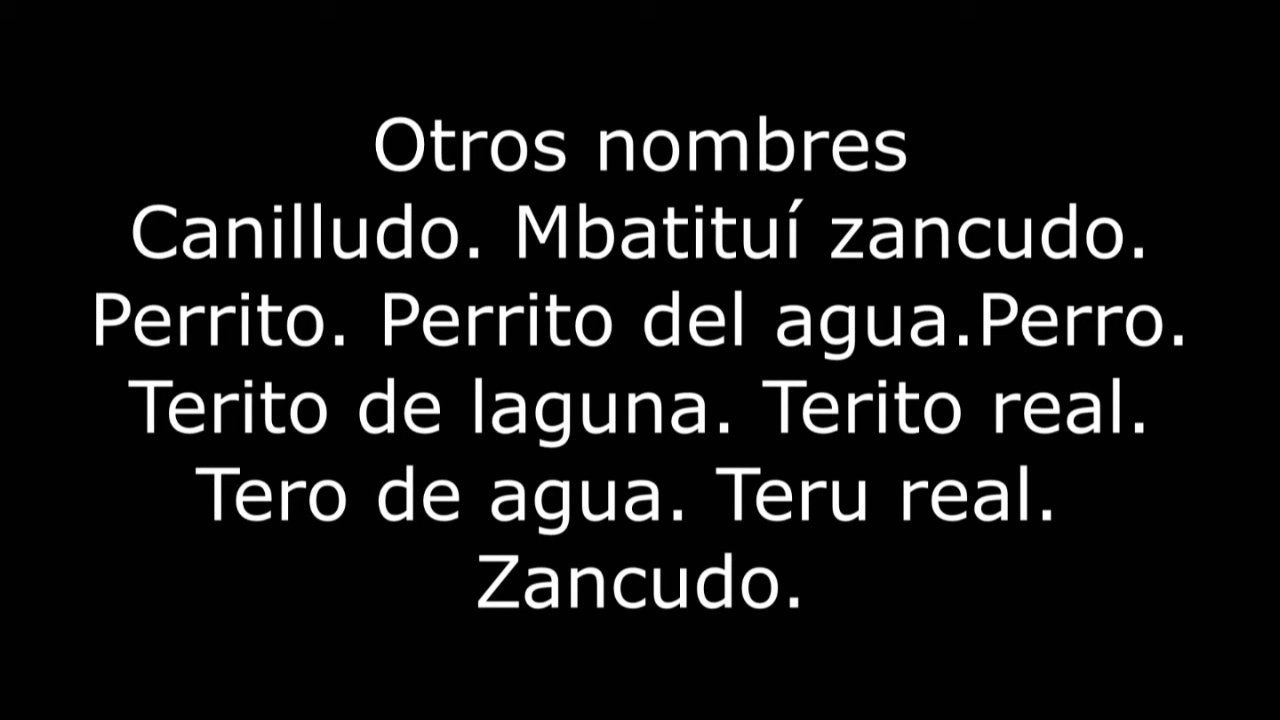 Otros nombres
Canilludo. Mbatituí zancudo.
Perrito. Perrito del agua.Perro.
Terito de laguna. Terito real.
Tero de agua. Teru real.
Zancudo.